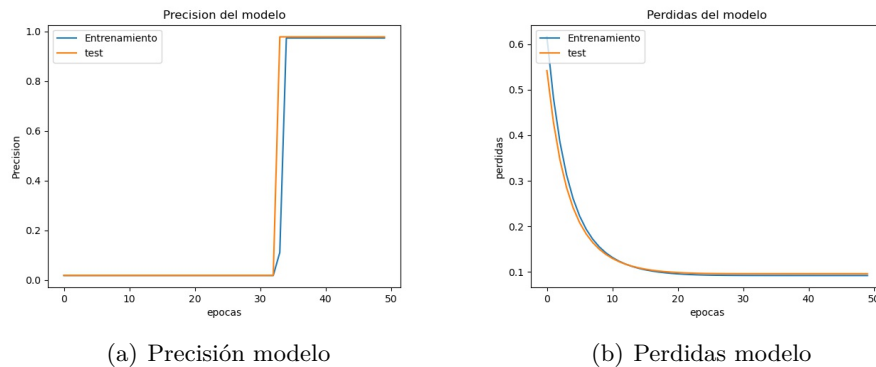 Precision del modelo
Entrenamiento
test
1.0
0.8
0.6
0.4
0.2
0.0
Precision
0
10
20
30
40
50
epocas
(a) Precisión modelo
Perdidas del modelo
Entrenamiento
test
0.6
0.5
0.4
0.3
0.2
0.1
perdidas
0
10
20
30
40
50
epocas
(b) Perdidas modelo